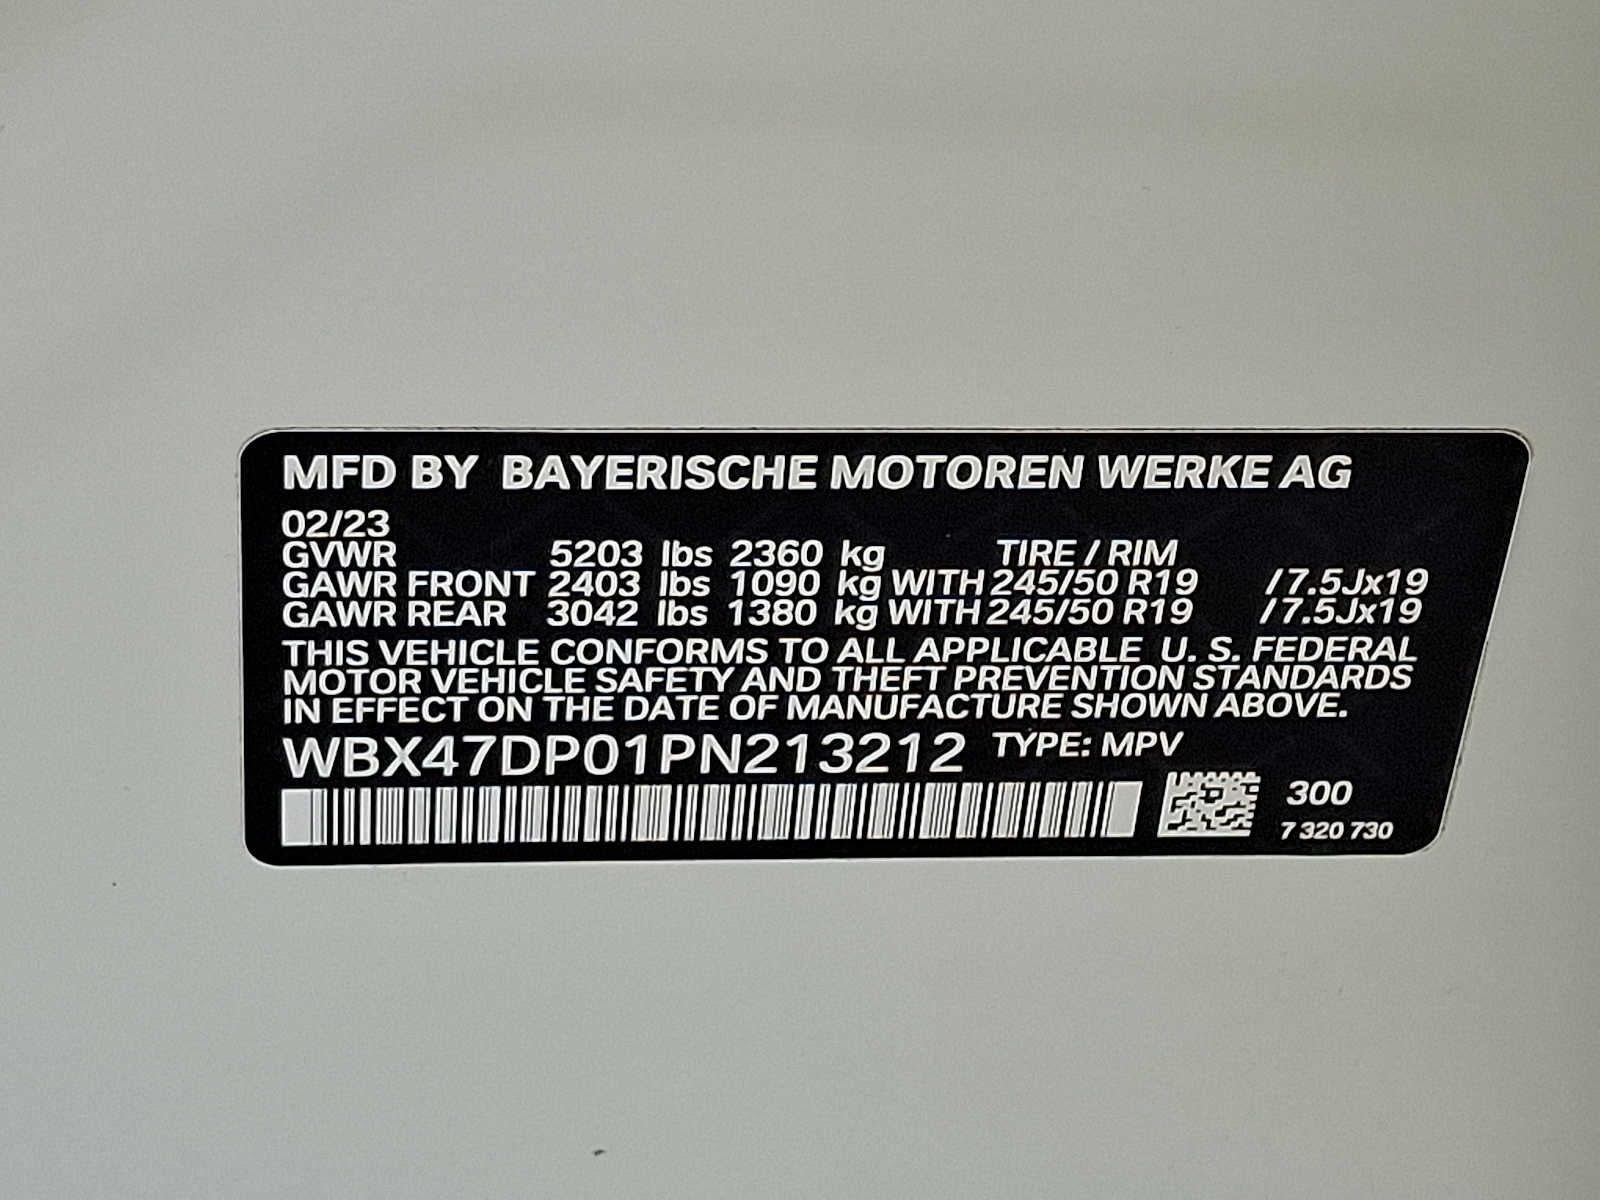 MFD BY BAYERISCHE MOTOREN WERKE AG
02/23
GVWR 5203 lbs 2360 kg TIRE / RIM
GAWR FRONT 2403 lbs 1090 kg WITH 245/50 R19 /7.5Jx19
GAWR REAR 3042 lbs 1380 kg WITH 245/50 R19 /7.5Jx19
THIS VEHICLE CONFORMS TO ALL APPLICABLE U. S. FEDERAL
MOTOR VEHICLE SAFETY AND THEFT PREVENTION STANDARDS
IN EFFECT ON THE DATE OF MANUFACTURE SHOWN ABOVE.
WBX47DP01PN213212 TYPE: MPV
300
7 320 730